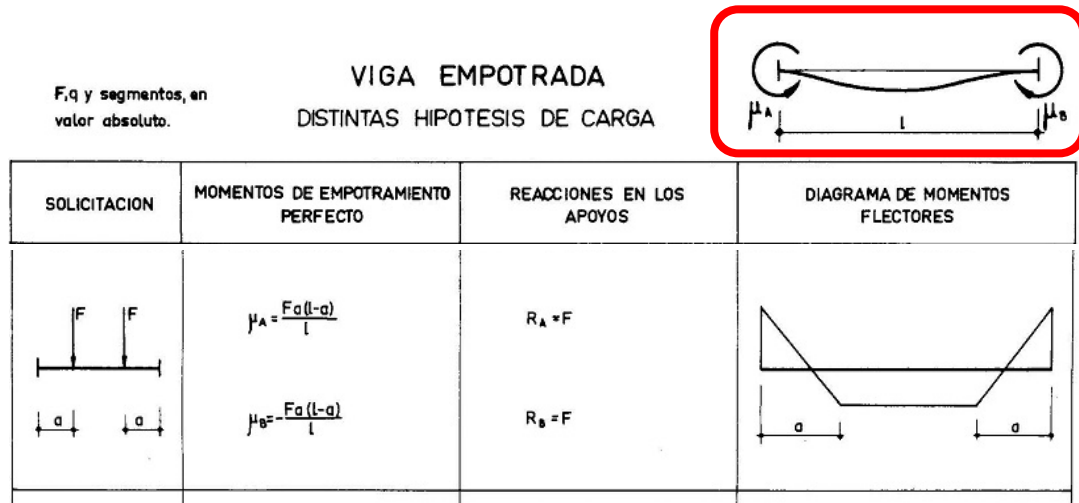 VIGA EMPOTRADA
DISTINTAS HIPOTESIS DE CARGA
F,q y segmentos, en
valor absoluto.
μA
μB
l
SOLICITACION
MOMENTOS DE EMPOTRAMIENTO
PERFECTO
REACCIONES EN LOS
APOYOS
DIAGRAMA DE MOMENTOS
FLECTORES
F
F
a
a
μA = Fa(l-a)/l
μB = -Fa(l-a)/l
RA = F
RB = F
a
a